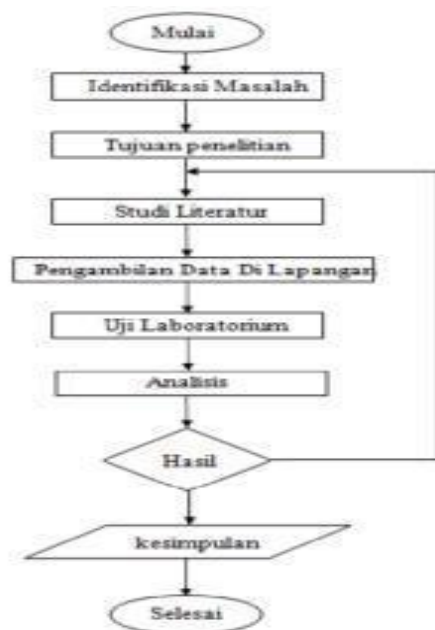 Mulai
Identifikasi Masalah
Tujuan penelitian
Studi Literatur
Pengambilan Data Di Lapangan
Uji Laboratorium
Analisis
Hasil
kesimpulan
Selesai